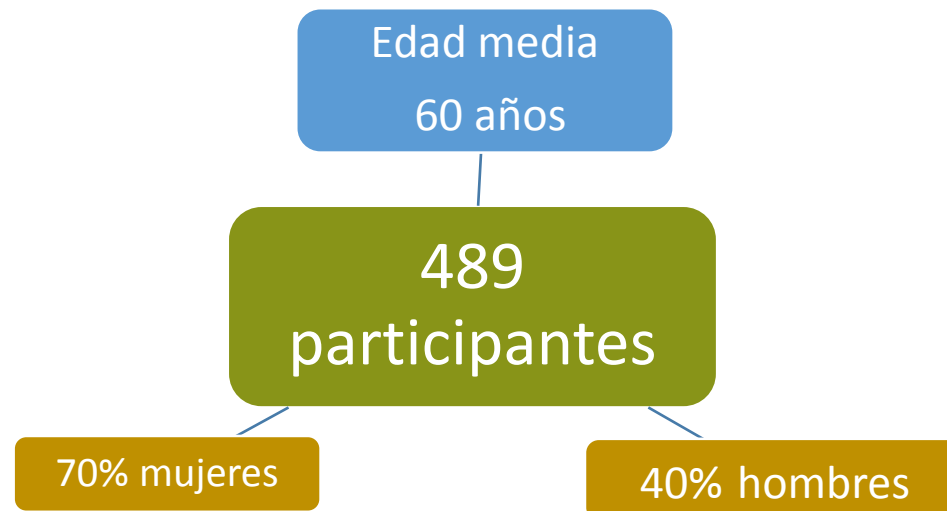 Edad media
60 años
489
participantes
70% mujeres
40% hombres